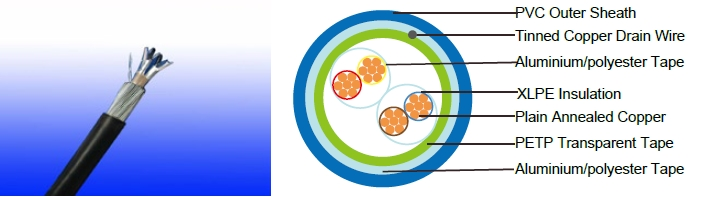 PVC Outer Sheath
Tinned Copper Drain Wire
Aluminium/polyester Tape
XLPE Insulation
Plain Annealed Copper
PETP Transparent Tape
Aluminium/polyester Tape